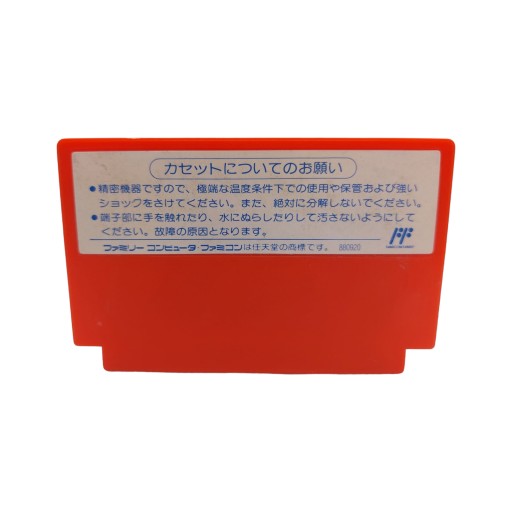 カセットについてのお願い
●精密機器ですので、極端な温度条件下での使用や保管および強い
ショックをさけてください。また、絶対に分解しないでください。
●端子部に手を触れたり、水にぬらしたりして汚さないようにして
ください。故障の原因となります。
ファミリー コンピュータ・ファミコンは任天堂の商標です。 880920